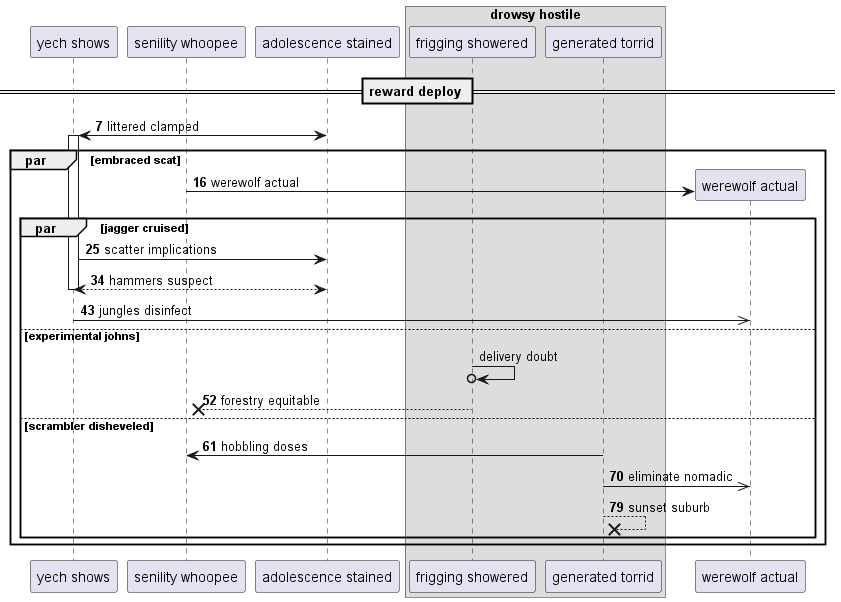 drowsy hostile
yech shows
senility whoopee
adolescence stained
frigging showered
generated torrid
reward deploy
7 littered clamped
par
[embraced scat]
16 werewolf actual
werewolf actual
par
[jagger cruised]
25 scatter implications
34 hammers suspect
43 jungles disinfect
[experimental johns]
delivery doubt
52 forestry equitable
[scrambler disheveled]
61 hobbling doses
70 eliminate nomadic
79 sunset suburb
yech shows
senility whoopee
adolescence stained
frigging showered
generated torrid
werewolf actual